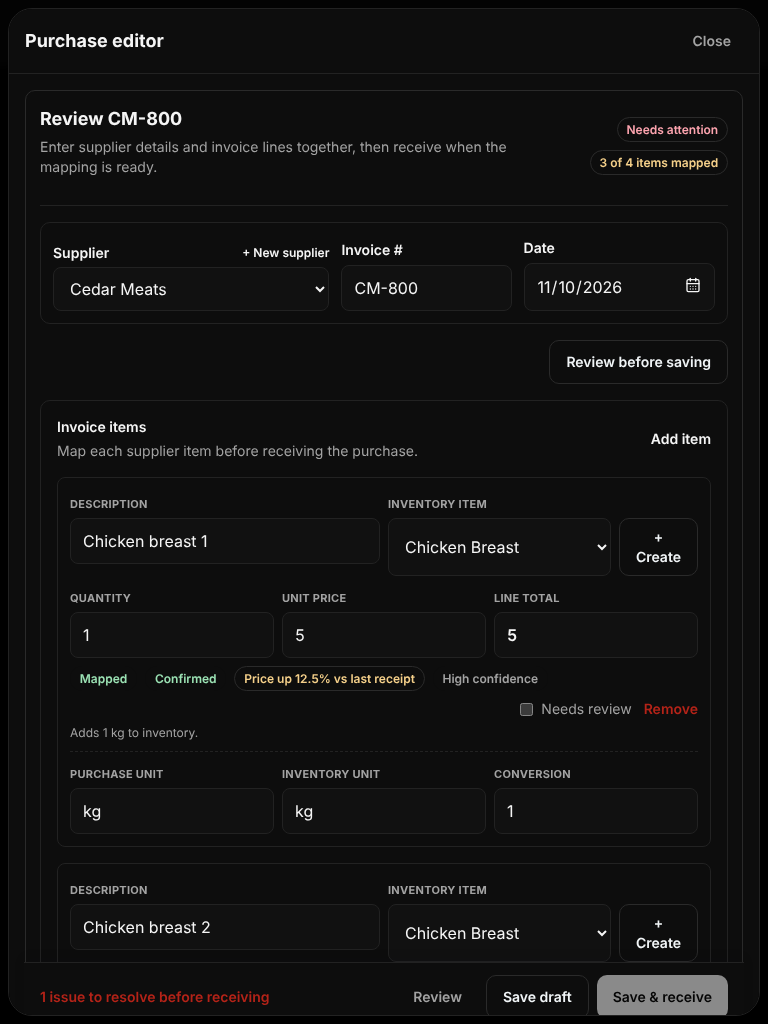 Purchase editor
Close
Review CM-800
Enter supplier details and invoice lines together, then receive when the
mapping is ready.
Needs attention
3 of 4 items mapped
Supplier
+ New supplier
Invoice #
Date
Cedar Meats
CM-800
11/10/2026
Review before saving
Invoice items
Map each supplier item before receiving the purchase.
Add item
DESCRIPTION
INVENTORY ITEM
Chicken breast 1
Chicken Breast
+
Create
QUANTITY
UNIT PRICE
LINE TOTAL
1
5
5
Mapped
Confirmed
Price up 12.5% vs last receipt
High confidence
Needs review
Remove
Adds 1 kg to inventory.
PURCHASE UNIT
INVENTORY UNIT
CONVERSION
kg
kg
1
DESCRIPTION
INVENTORY ITEM
Chicken breast 2
Chicken Breast
+
Create
1 issue to resolve before receiving
Review
Save draft
Save & receive